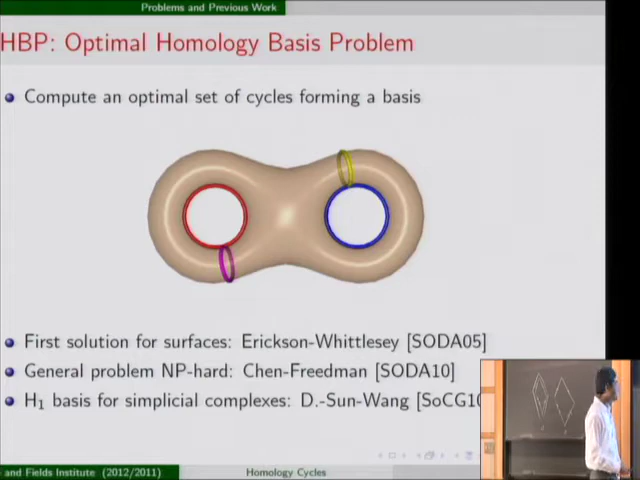 Problems and Previous Work
HBP: Optimal Homology Basis Problem
Compute an optimal set of cycles forming a basis
First solution for surfaces: Erickson-Whittlesey [SODA05]
General problem NP-hard: Chen-Freedman [SODA10]
H₁ basis for simplicial complexes: D.-Sun-Wang [SoCG10
and Fields Institute (2012/2011)
Homology Cycles